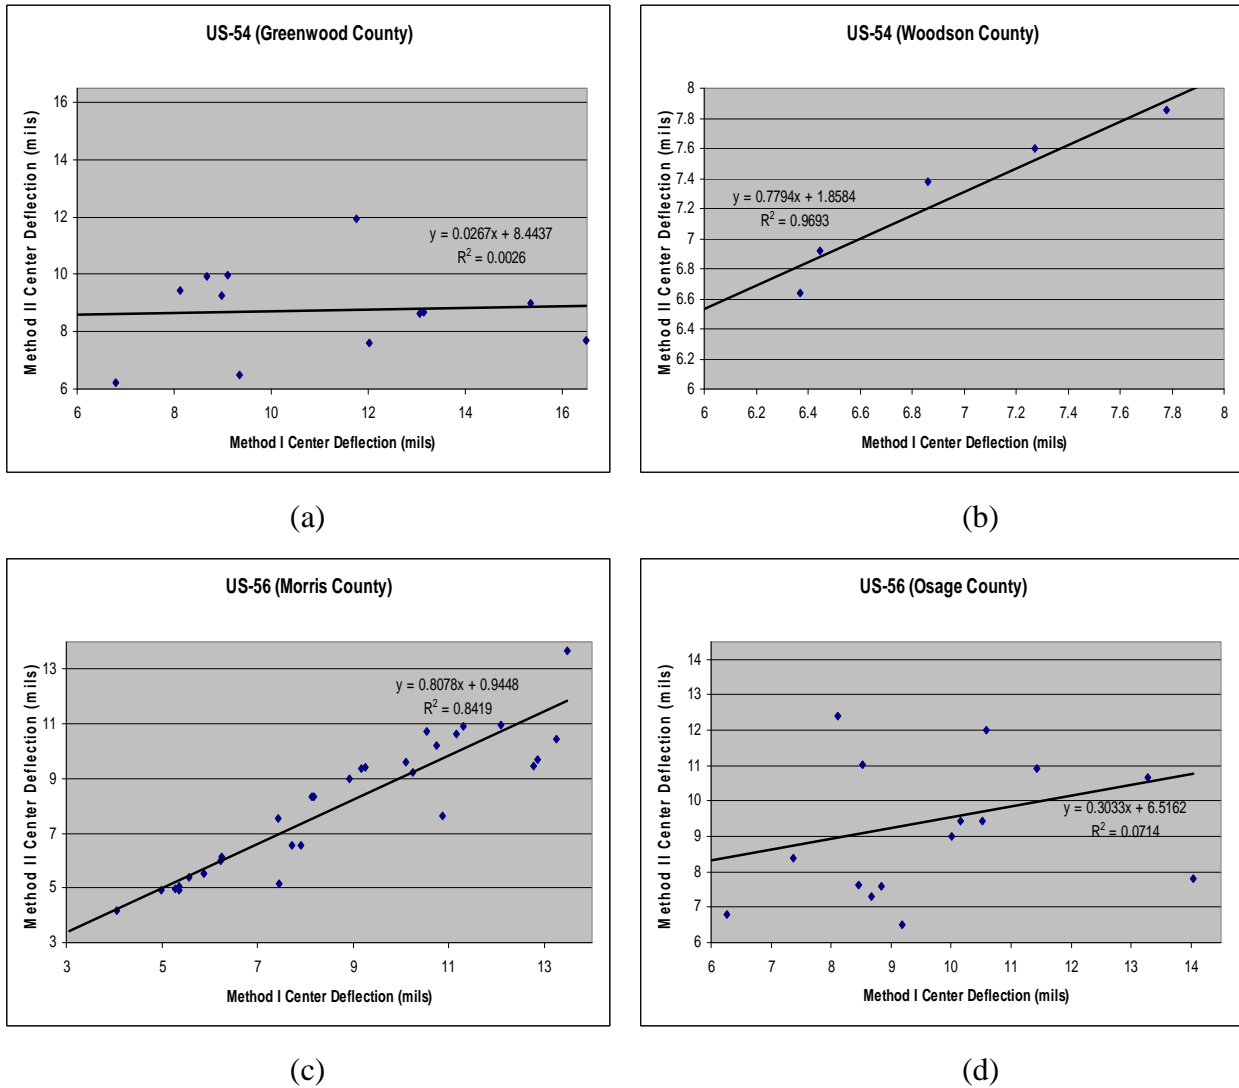 US-54 (Greenwood County)
Method II Center Deflection (mils)
16
14
12
10
8
6
y = 0.0267x + 8.4437
R² = 0.0026
6 8 10 12 14 16
Method I Center Deflection (mils)
(a)
US-54 (Woodson County)
Method II Center Deflection (mils)
8
7.8
7.6
7.4
7.2
7
6.8
6.6
6.4
6.2
6
y = 0.7794x + 1.8584
R² = 0.9693
6 6.2 6.4 6.6 6.8 7 7.2 7.4 7.6 7.8 8
Method I Center Deflection (mils)
(b)
US-56 (Morris County)
Method II Center Deflection (mils)
13
11
9
7
5
3
y = 0.8078x + 0.9448
R² = 0.8419
3 5 7 9 11 13
Method I Center Deflection (mils)
(c)
US-56 (Osage County)
Method II Center Deflection (mils)
14
13
12
11
10
9
8
7
6
y = 0.3033x + 6.5162
R² = 0.0714
6 7 8 9 10 11 12 13 14
Method I Center Deflection (mils)
(d)